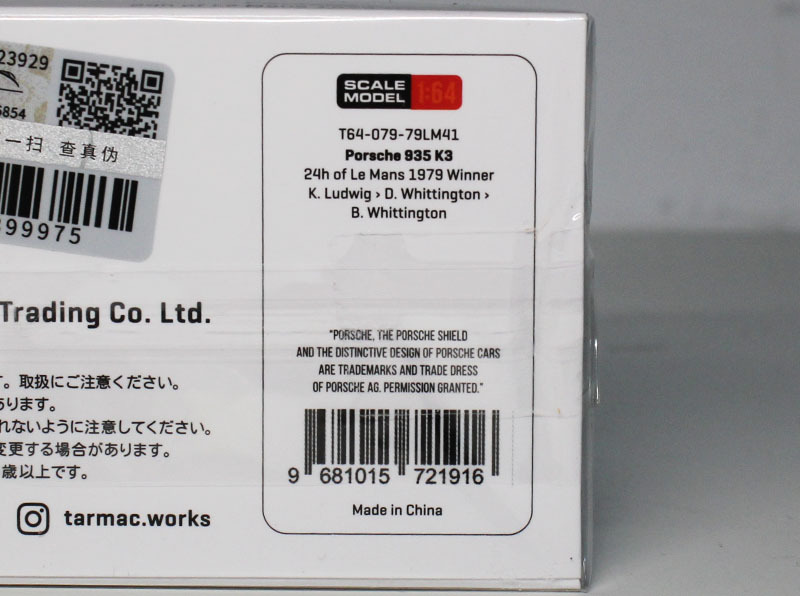 23929
5854
一扫 查真伪
399975
Trading Co. Ltd.
す。取扱にご注意ください。
あります。
れないように注意してください。
変更する場合があります。
歳以上です。
tarmac.works
SCALE
MODEL 1:64
T64-079-79LM41
Porsche 935 K3
24h of Le Mans 1979 Winner
K. Ludwig › D. Whittington ›
B. Whittington
"PORSCHE, THE PORSCHE SHIELD
AND THE DISTINCTIVE DESIGN OF PORSCHE CARS
ARE TRADEMARKS AND TRADE DRESS
OF PORSCHE AG. PERMISSION GRANTED."
9 681015 721916
Made in China